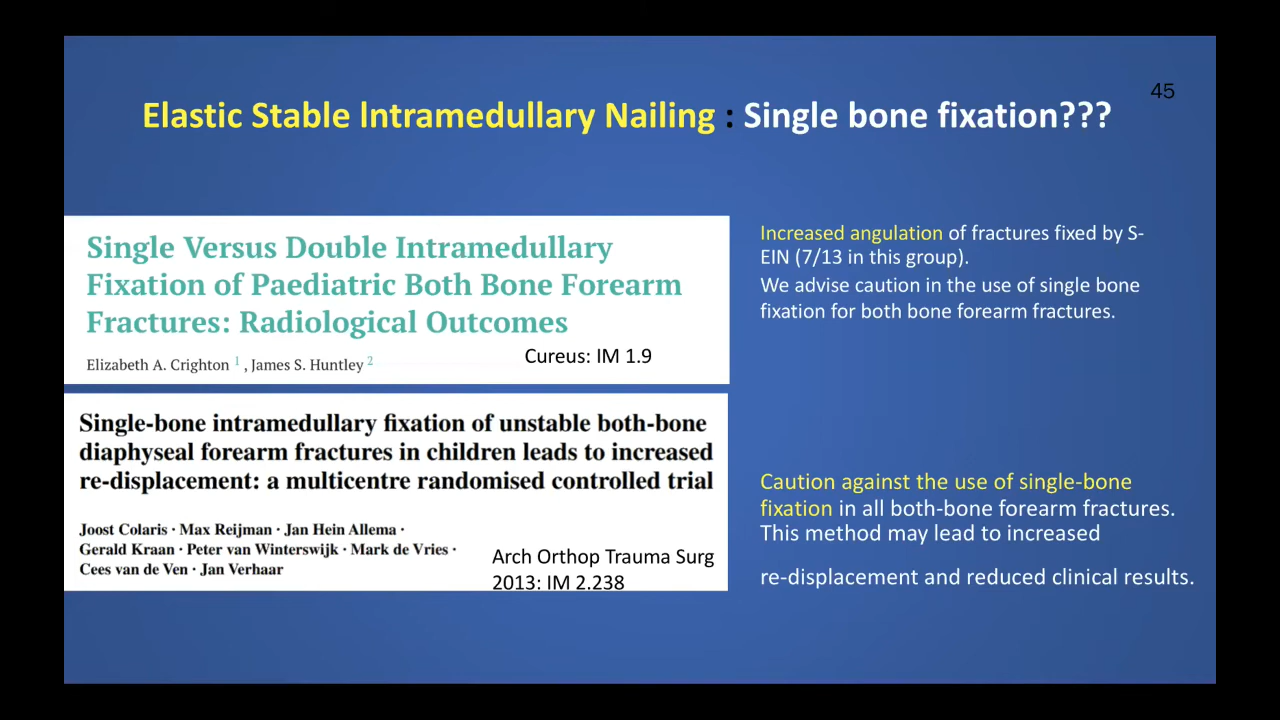 45
Elastic Stable Intramedullary Nailing : Single bone fixation???
Single Versus Double Intramedullary
Fixation of Paediatric Both Bone Forearm
Fractures: Radiological Outcomes
Elizabeth A. Crighton 1 , James S. Huntley 2
Cureus: IM 1.9
Increased angulation of fractures fixed by S-
EIN (7/13 in this group).
We advise caution in the use of single bone
fixation for both bone forearm fractures.
Single-bone intramedullary fixation of unstable both-bone
diaphyseal forearm fractures in children leads to increased
re-displacement: a multicentre randomised controlled trial
Joost Colaris · Max Reijman · Jan Hein Allema ·
Gerald Kraan · Peter van Winterswijk · Mark de Vries ·
Cees van de Ven · Jan Verhaar
Arch Orthop Trauma Surg
2013: IM 2.238
Caution against the use of single-bone
fixation in all both-bone forearm fractures.
This method may lead to increased
re-displacement and reduced clinical results.